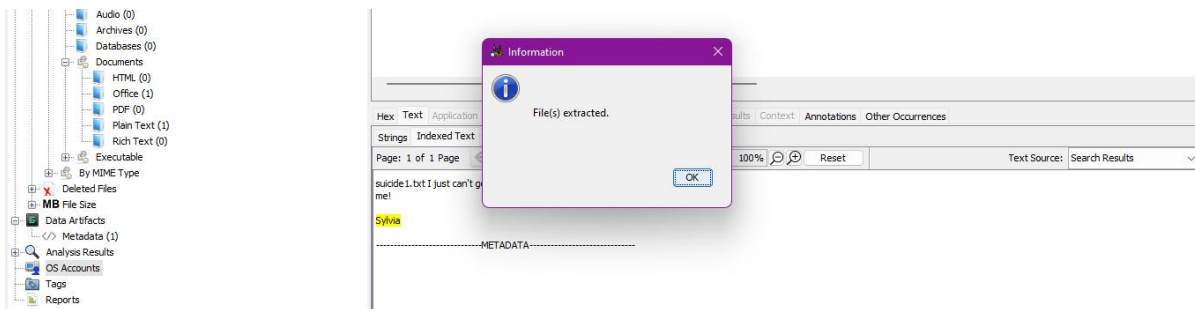 Audio (0)
Archives (0)
Databases (0)
Documents
HTML (0)
Office (1)
PDF (0)
Plain Text (1)
Rich Text (0)
Executable
By MIME Type
Deleted Files
MB File Size
Data Artifacts
Metadata (1)
Analysis Results
OS Accounts
Tags
Reports
Information
File(s) extracted.
OK
Hex Text Application Context Annotations Other Occurrences
Strings Indexed Text
Page: 1 of 1 Page 100% Reset Text Source: Search Results
suicide1.txt I just can't
me!
Sylvia
------------------------------METADATA------------------------------